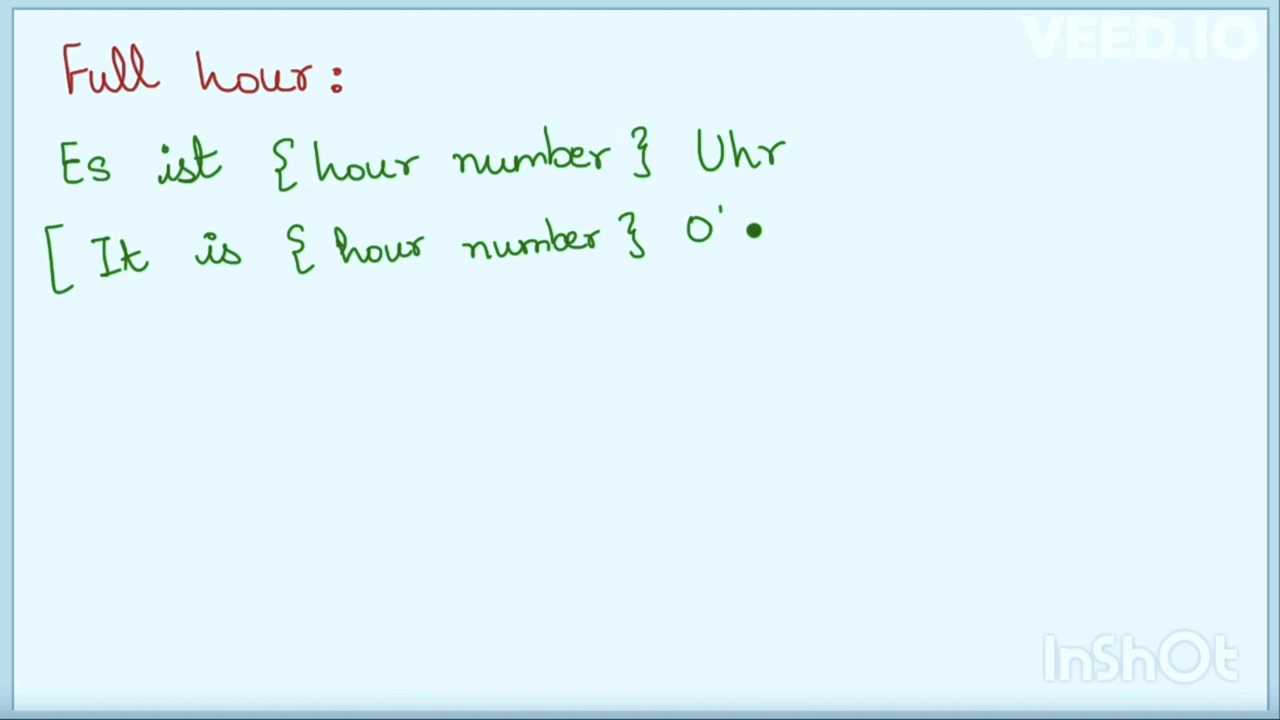 VEED.IO
Full hour:
Es ist {hour number} Uhr
[It is {hour number} O'
InShOt